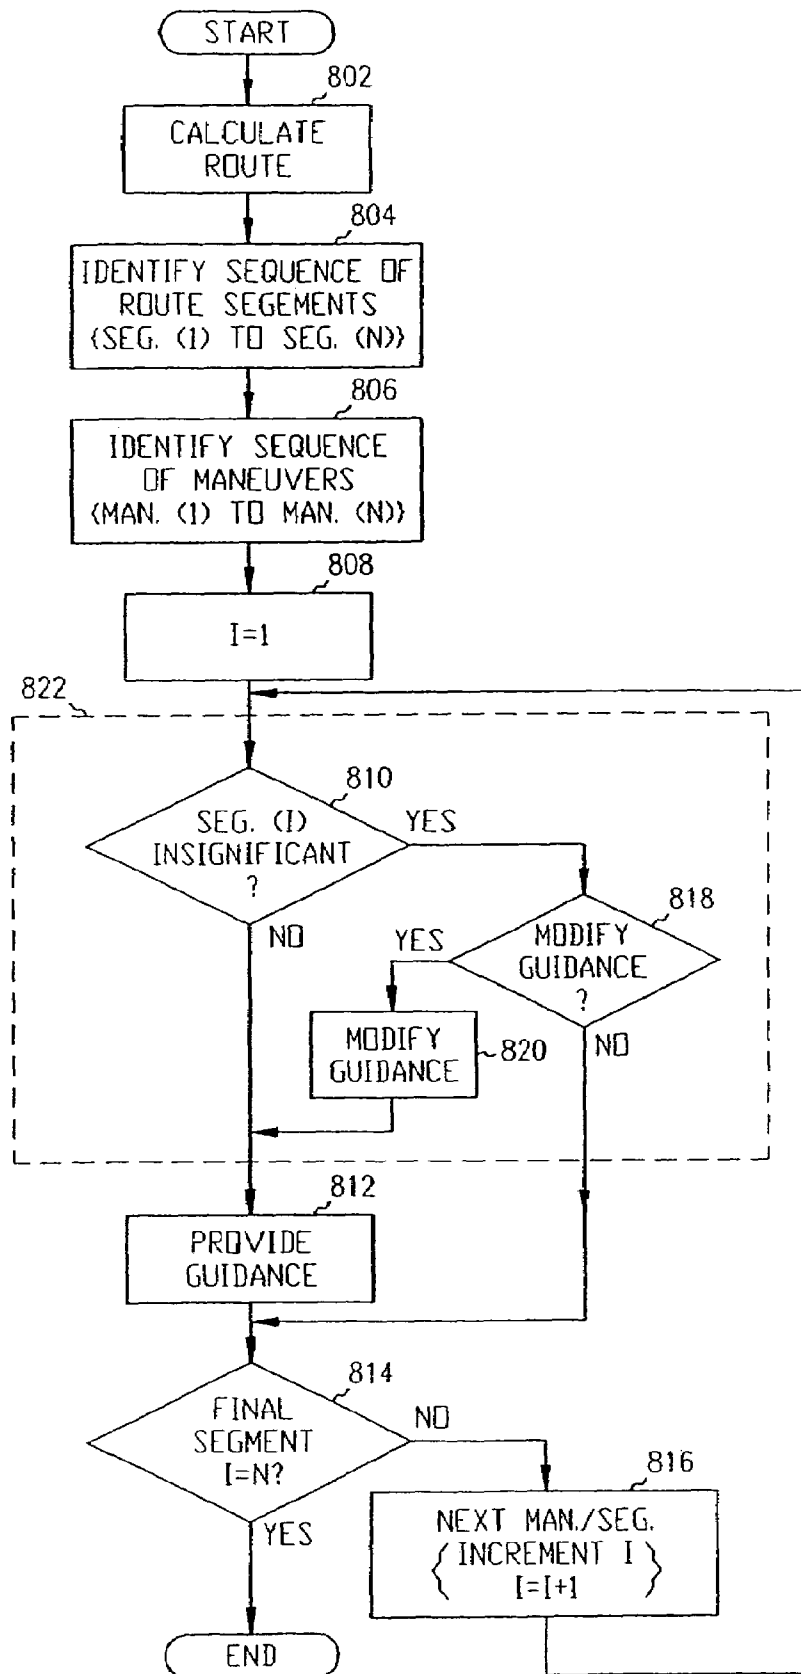 START
802
CALCULATE
ROUTE
804
IDENTIFY SEQUENCE OF
ROUTE SEGEMENTS
{SEG. (1) TO SEG. (N)}
806
IDENTIFY SEQUENCE
OF MANEUVERS
{MAN. (1) TO MAN. (N)}
808
I=1
822
810
SEG. (I)
INSIGNIFICANT
?
YES
NO
818
MODIFY
GUIDANCE
?
YES
NO
MODIFY
GUIDANCE
820
812
PROVIDE
GUIDANCE
814
FINAL
SEGMENT
I=N?
NO
YES
816
NEXT MAN./SEG.
{INCREMENT I
I=I+1}
END